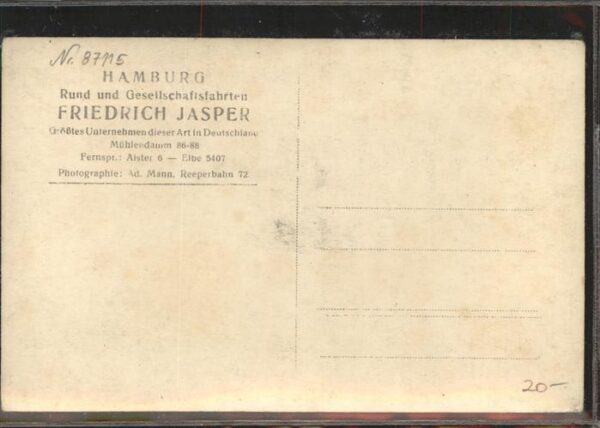 Nr. 87115
HAMBURG
Rund und Gesellschaftsfahrten
FRIEDRICH JASPER
Größtes Unternehmen dieser Art in Deutschland
Mühlendamm 86-88
Fernspr.: Alster 6 — Elbe 5407
Photographie: Ad. Mann, Reeperbahn 72
20-